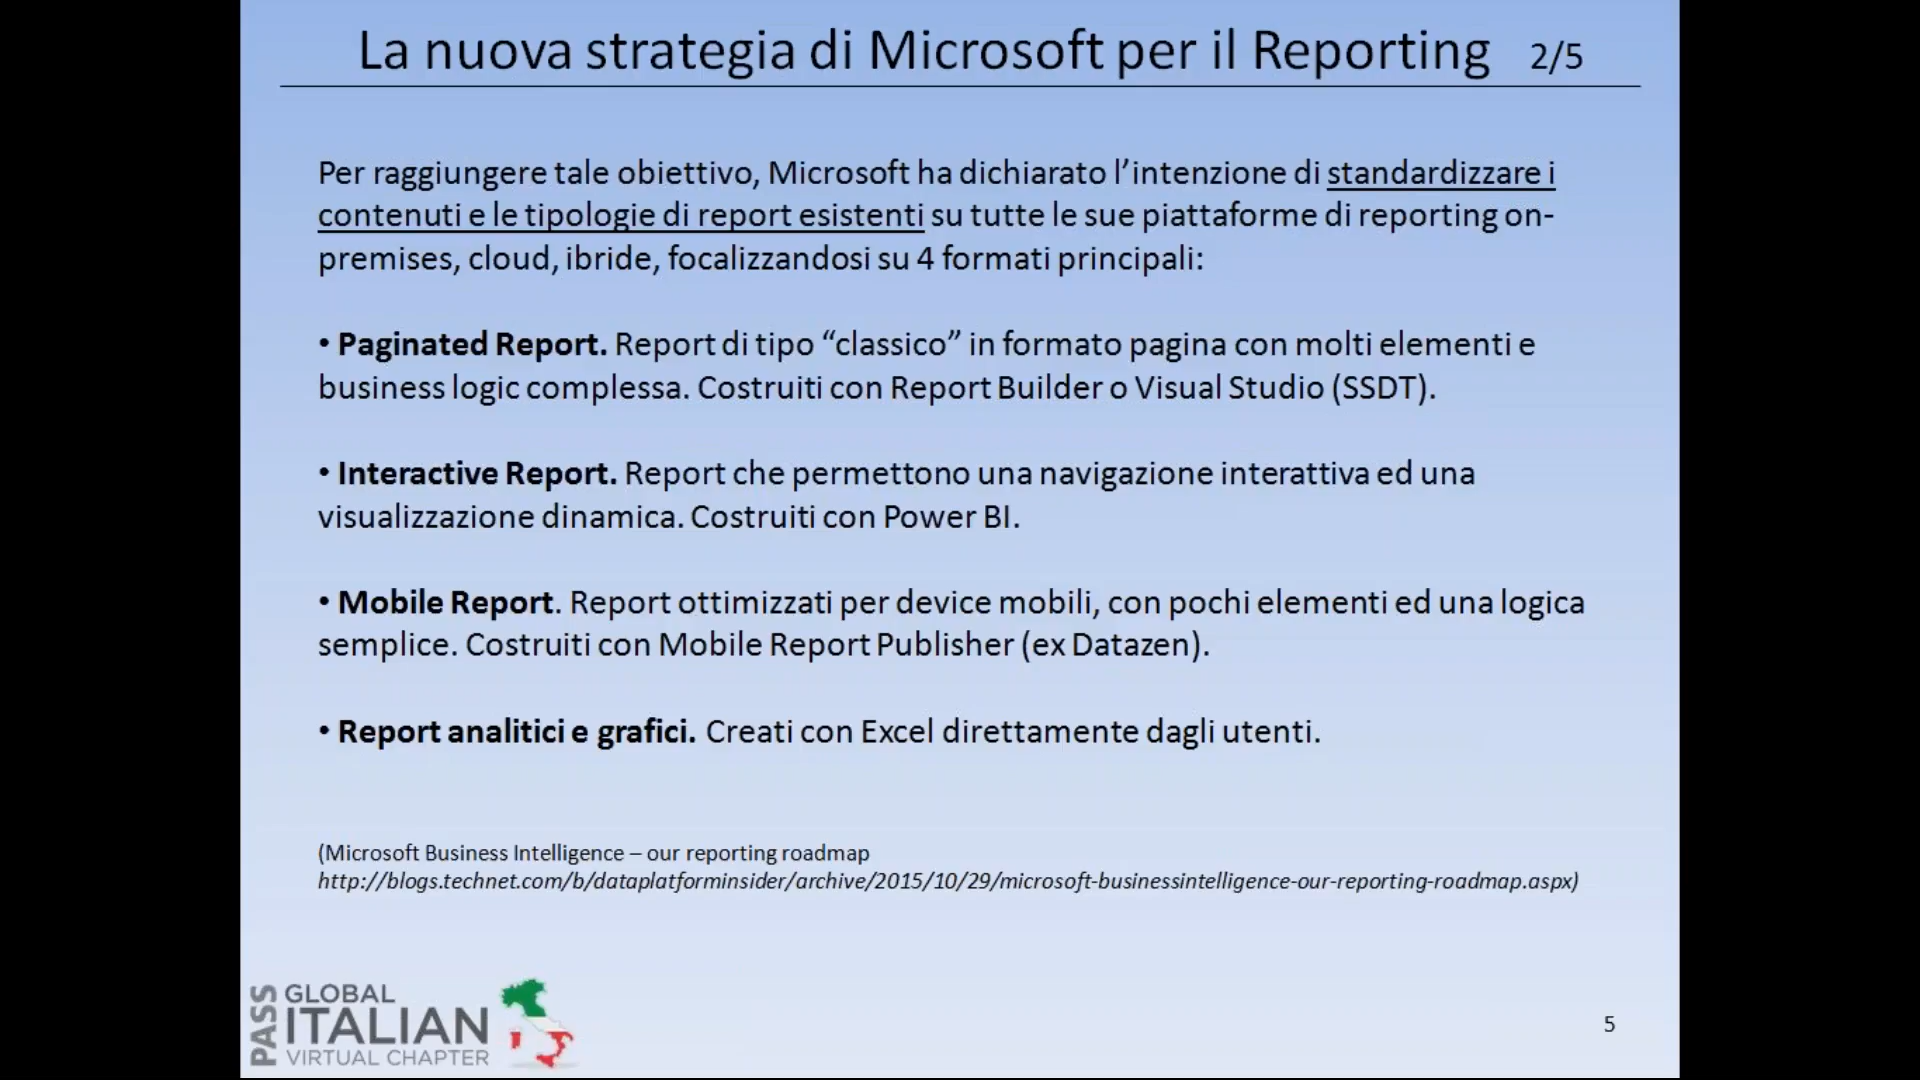 La nuova strategia di Microsoft per il Reporting 2/5
Per raggiungere tale obiettivo, Microsoft ha dichiarato l’intenzione di standardizzare i
contenuti e le tipologie di report esistenti su tutte le sue piattaforme di reporting on-
premises, cloud, ibride, focalizzandosi su 4 formati principali:
• Paginated Report. Report di tipo “classico” in formato pagina con molti elementi e
business logic complessa. Costruiti con Report Builder o Visual Studio (SSDT).
• Interactive Report. Report che permettono una navigazione interattiva ed una
visualizzazione dinamica. Costruiti con Power BI.
• Mobile Report. Report ottimizzati per device mobili, con pochi elementi ed una logica
semplice. Costruiti con Mobile Report Publisher (ex Datazen).
• Report analitici e grafici. Creati con Excel direttamente dagli utenti.
(Microsoft Business Intelligence – our reporting roadmap
http://blogs.technet.com/b/dataplatforminsider/archive/2015/10/29/microsoft-businessintelligence-our-reporting-roadmap.aspx)
PASS
GLOBAL
ITALIAN
VIRTUAL CHAPTER
5